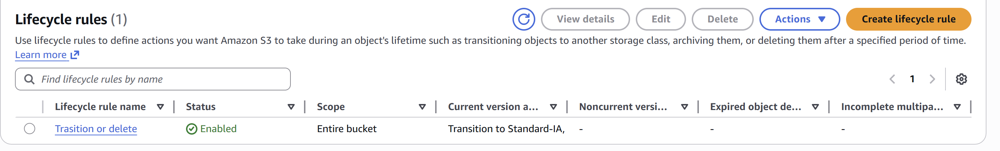 Lifecycle rules (1)
View details
Edit
Delete
Actions
Create lifecycle rule
Use lifecycle rules to define actions you want Amazon S3 to take during an object's lifetime such as transitioning objects to another storage class, archiving them, or deleting them after a specified period of time.
Learn more
Find lifecycle rules by name
1
Lifecycle rule name Status Scope Current version a... Noncurrent versi... Expired object de... Incomplete multipa...
Trasition or delete Enabled Entire bucket Transition to Standard-IA, - - -